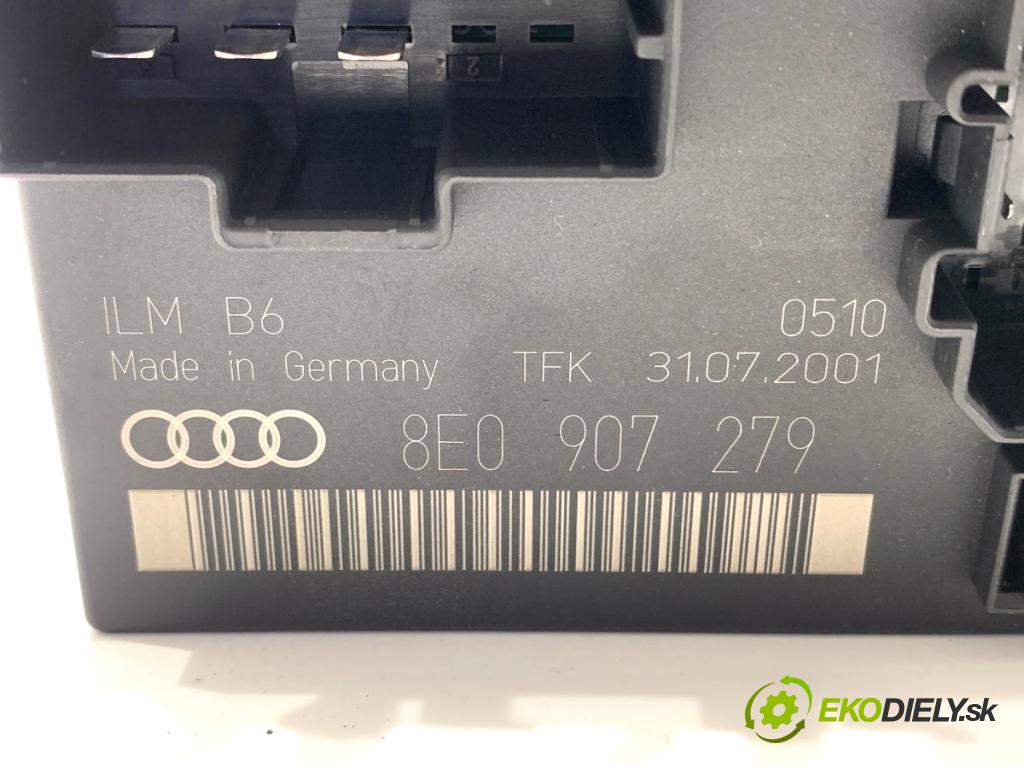 2
ILM B6 0510
Made in Germany TFK 31.07.2001
8E0 907 279
EKODIELY.sk